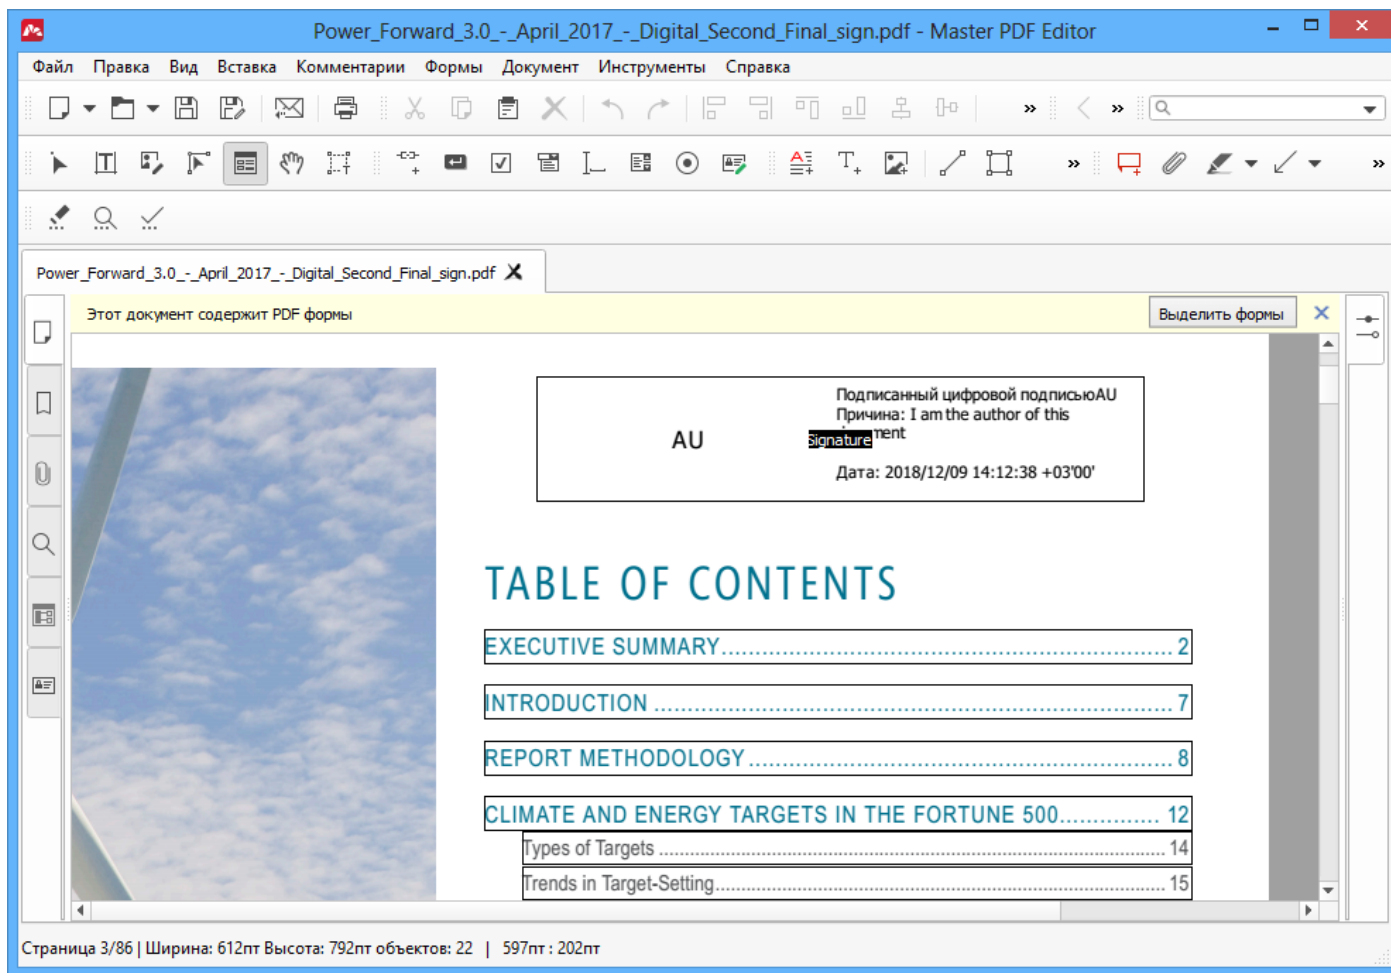 Power_Forward_3.0_-_April_2017_-_Digital_Second_Final_sign.pdf - Master PDF Editor
Файл Правка Вид Вставка Комментарии Формы Документ Инструменты Справка
Power_Forward_3.0_-_April_2017_-_Digital_Second_Final_sign.pdf
Этот документ содержит PDF формы Выделить формы
Подписанный цифровой подписьюAU
Причина: I am the author of this
AU
Signature
Дата: 2018/12/09 14:12:38 +03'00'
TABLE OF CONTENTS
EXECUTIVE SUMMARY 2
INTRODUCTION 7
REPORT METHODOLOGY 8
CLIMATE AND ENERGY TARGETS IN THE FORTUNE 500 12
Types of Targets 14
Trends in Target-Setting 15
Страница 3/86 | Ширина: 612пт Высота: 792пт объектов: 22 | 597пт : 202пт